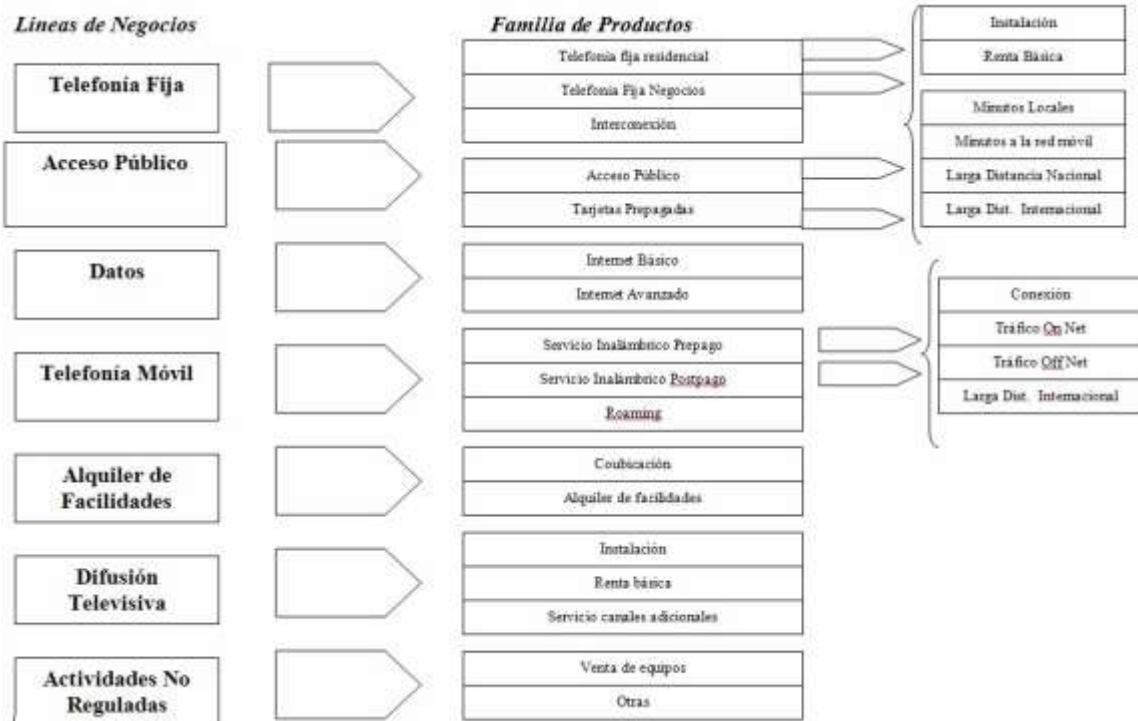 Líneas de Negocios
Familia de Productos
Telefonía Fija
Telefonía fija residencial
Telefonía Fija Negocios
Interconexión
Instalación
Renta Básica
Minutos Locales
Minutos a la red móvil
Larga Distancia Nacional
Larga Dist. Internacional
Acceso Público
Acceso Público
Tarjetas Prepagadas
Datos
Internet Básico
Internet Avanzado
Telefonía Móvil
Servicio Inalámbrico Prepago
Servicio Inalámbrico Postpago
Roaming
Conexión
Tráfico On Net
Tráfico Off Net
Larga Dist. Internacional
Alquiler de
Facilidades
Coubicación
Alquiler de facilidades
Difusión
Televisiva
Instalación
Renta básica
Servicio canales adicionales
Actividades No
Reguladas
Venta de equipos
Otras